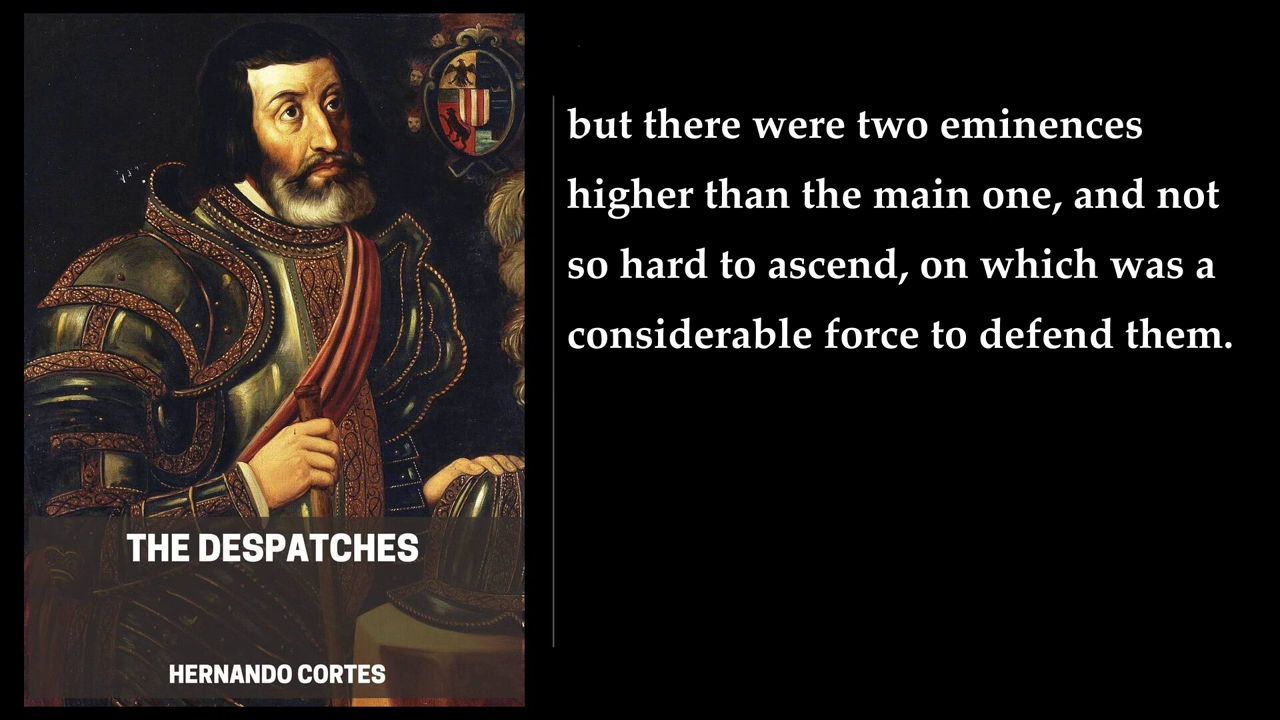 but there were two eminences
higher than the main one, and not
so hard to ascend, on which was a
considerable force to defend them.
THE DESPATCHES
HERNANDO CORTES